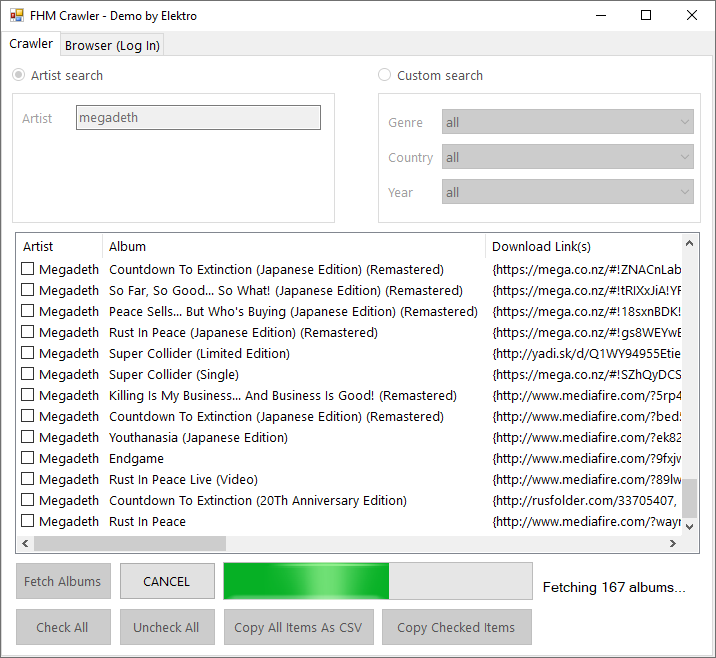 FHM Crawler - Demo by Elektro
Crawler Browser (Log In)
Artist search Custom search
Artist megadeth
Genre all
Country all
Year all
Artist Album Download Link(s)
Megadeth Countdown To Extinction (Japanese Edition) (Remastered) {https://mega.co.nz/#!ZNACnLab
Megadeth So Far, So Good... So What! (Japanese Edition) (Remastered) {https://mega.co.nz/#!tRIXxJiA!YF
Megadeth Peace Sells... But Who's Buying (Japanese Edition) (Remastered) {https://mega.co.nz/#!18sxnBDK!
Megadeth Rust In Peace (Japanese Edition) (Remastered) {https://mega.co.nz/#!gs8WEYwE
Megadeth Super Collider (Limited Edition) {http://yadi.sk/d/Q1WY94955Etie
Megadeth Super Collider (Single) {https://mega.co.nz/#!SZhQyDCS
Megadeth Killing Is My Business... And Business Is Good! (Remastered) {http://www.mediafire.com/?5rp4
Megadeth Countdown To Extinction (Japanese Edition) (Remastered) {http://www.mediafire.com/?bed5
Megadeth Youthanasia (Japanese Edition) {http://www.mediafire.com/?ek82
Megadeth Endgame {http://www.mediafire.com/?9fxjw
Megadeth Rust In Peace Live (Video) {http://www.mediafire.com/?89lw
Megadeth Countdown To Extinction (20Th Anniversary Edition) {http://rusfolder.com/33705407,
Megadeth Rust In Peace {http://www.mediafire.com/?wayr
Fetch Albums CANCEL Fetching 167 albums...
Check All Uncheck All Copy All Items As CSV Copy Checked Items